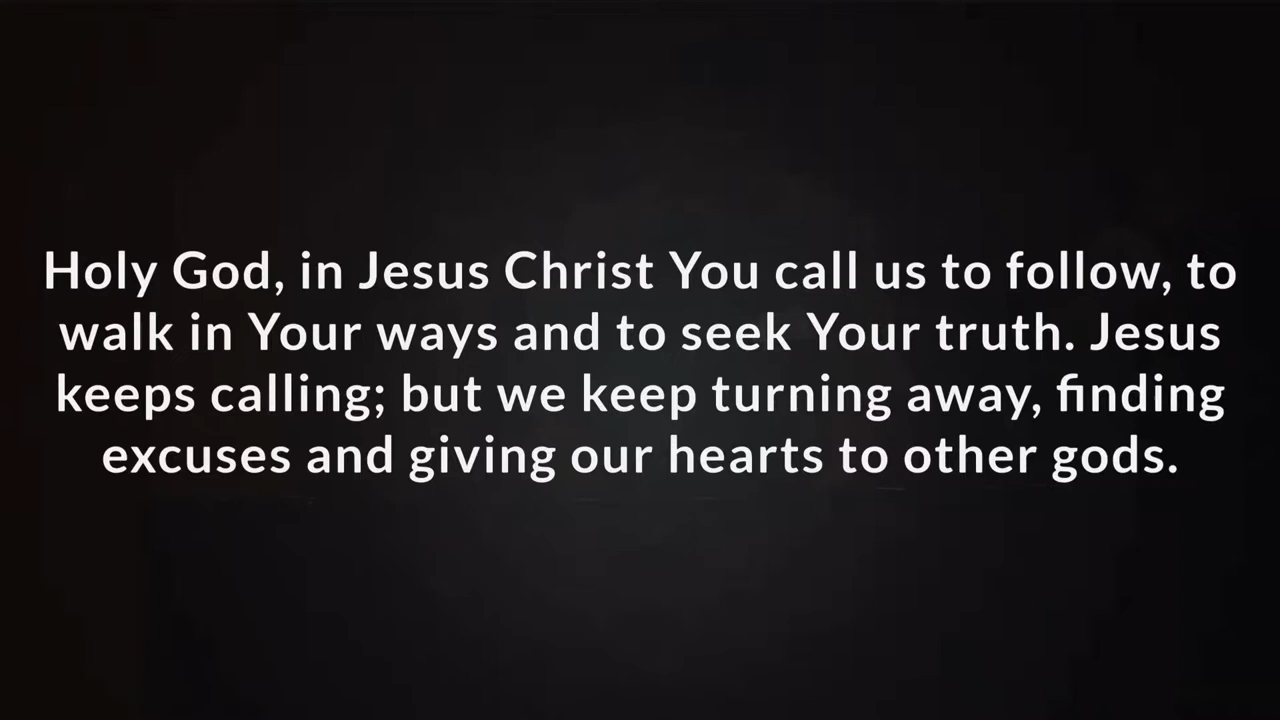 Holy God, in Jesus Christ You call us to follow, to
walk in Your ways and to seek Your truth. Jesus
keeps calling; but we keep turning away, finding
excuses and giving our hearts to other gods.